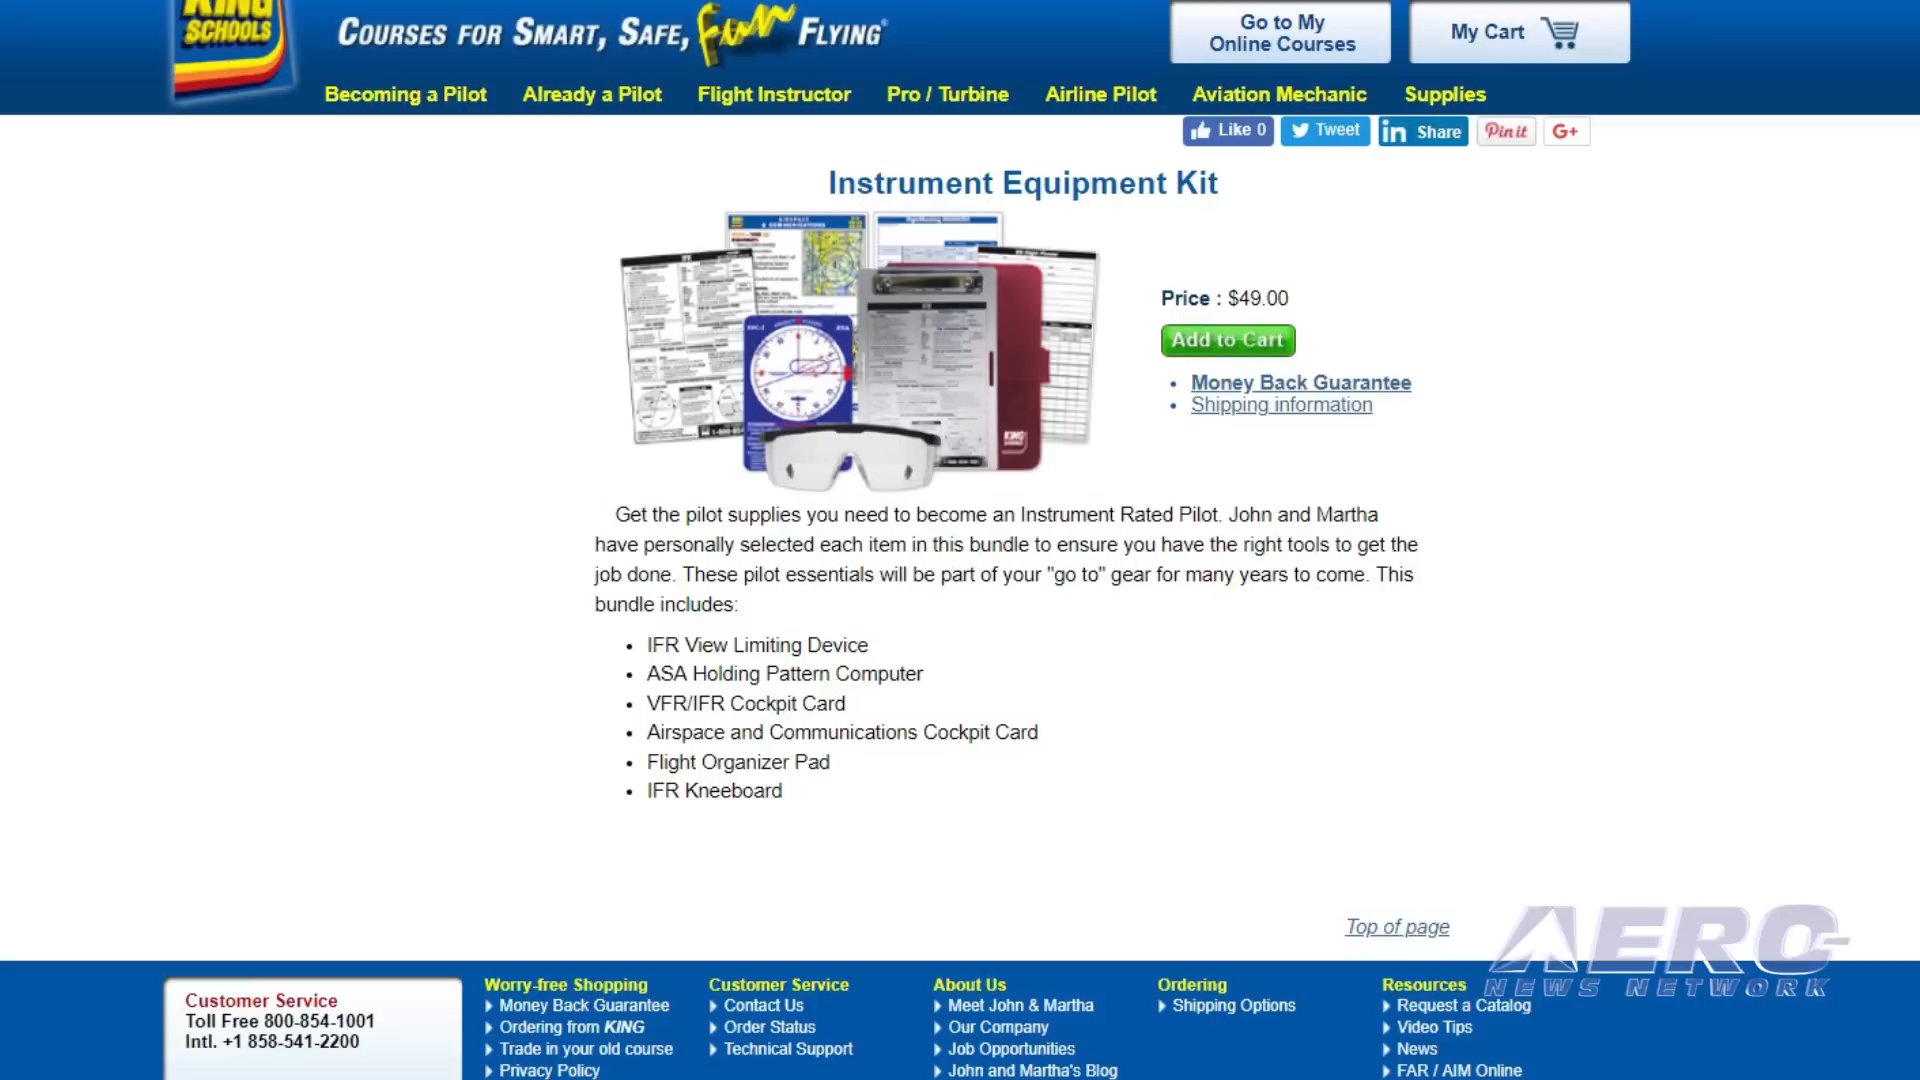 KING
SCHOOLS
COURSES FOR SMART, SAFE, Fun FLYING
Go to My
Online Courses
My Cart
Becoming a Pilot
Already a Pilot
Flight Instructor
Pro / Turbine
Airline Pilot
Aviation Mechanic
Supplies
Like 0
Tweet
in Share
Pin it
G+
Instrument Equipment Kit
Price : $49.00
Add to Cart
Money Back Guarantee
Shipping information
Get the pilot supplies you need to become an Instrument Rated Pilot. John and Martha
have personally selected each item in this bundle to ensure you have the right tools to get the
job done. These pilot essentials will be part of your "go to" gear for many years to come. This
bundle includes:
• IFR View Limiting Device
• ASA Holding Pattern Computer
• VFR/IFR Cockpit Card
• Airspace and Communications Cockpit Card
• Flight Organizer Pad
• IFR Kneeboard
Top of page
AERO-
NEWS NETWORK
Customer Service
Toll Free 800-854-1001
Intl. +1 858-541-2200
Worry-free Shopping
Money Back Guarantee
Ordering from KING
Trade in your old course
Privacy Policy
Customer Service
Contact Us
Order Status
Technical Support
About Us
Meet John & Martha
Our Company
Job Opportunities
John and Martha's Blog
Ordering
Shipping Options
Resources
Request a Catalog
Video Tips
News
FAR / AIM Online